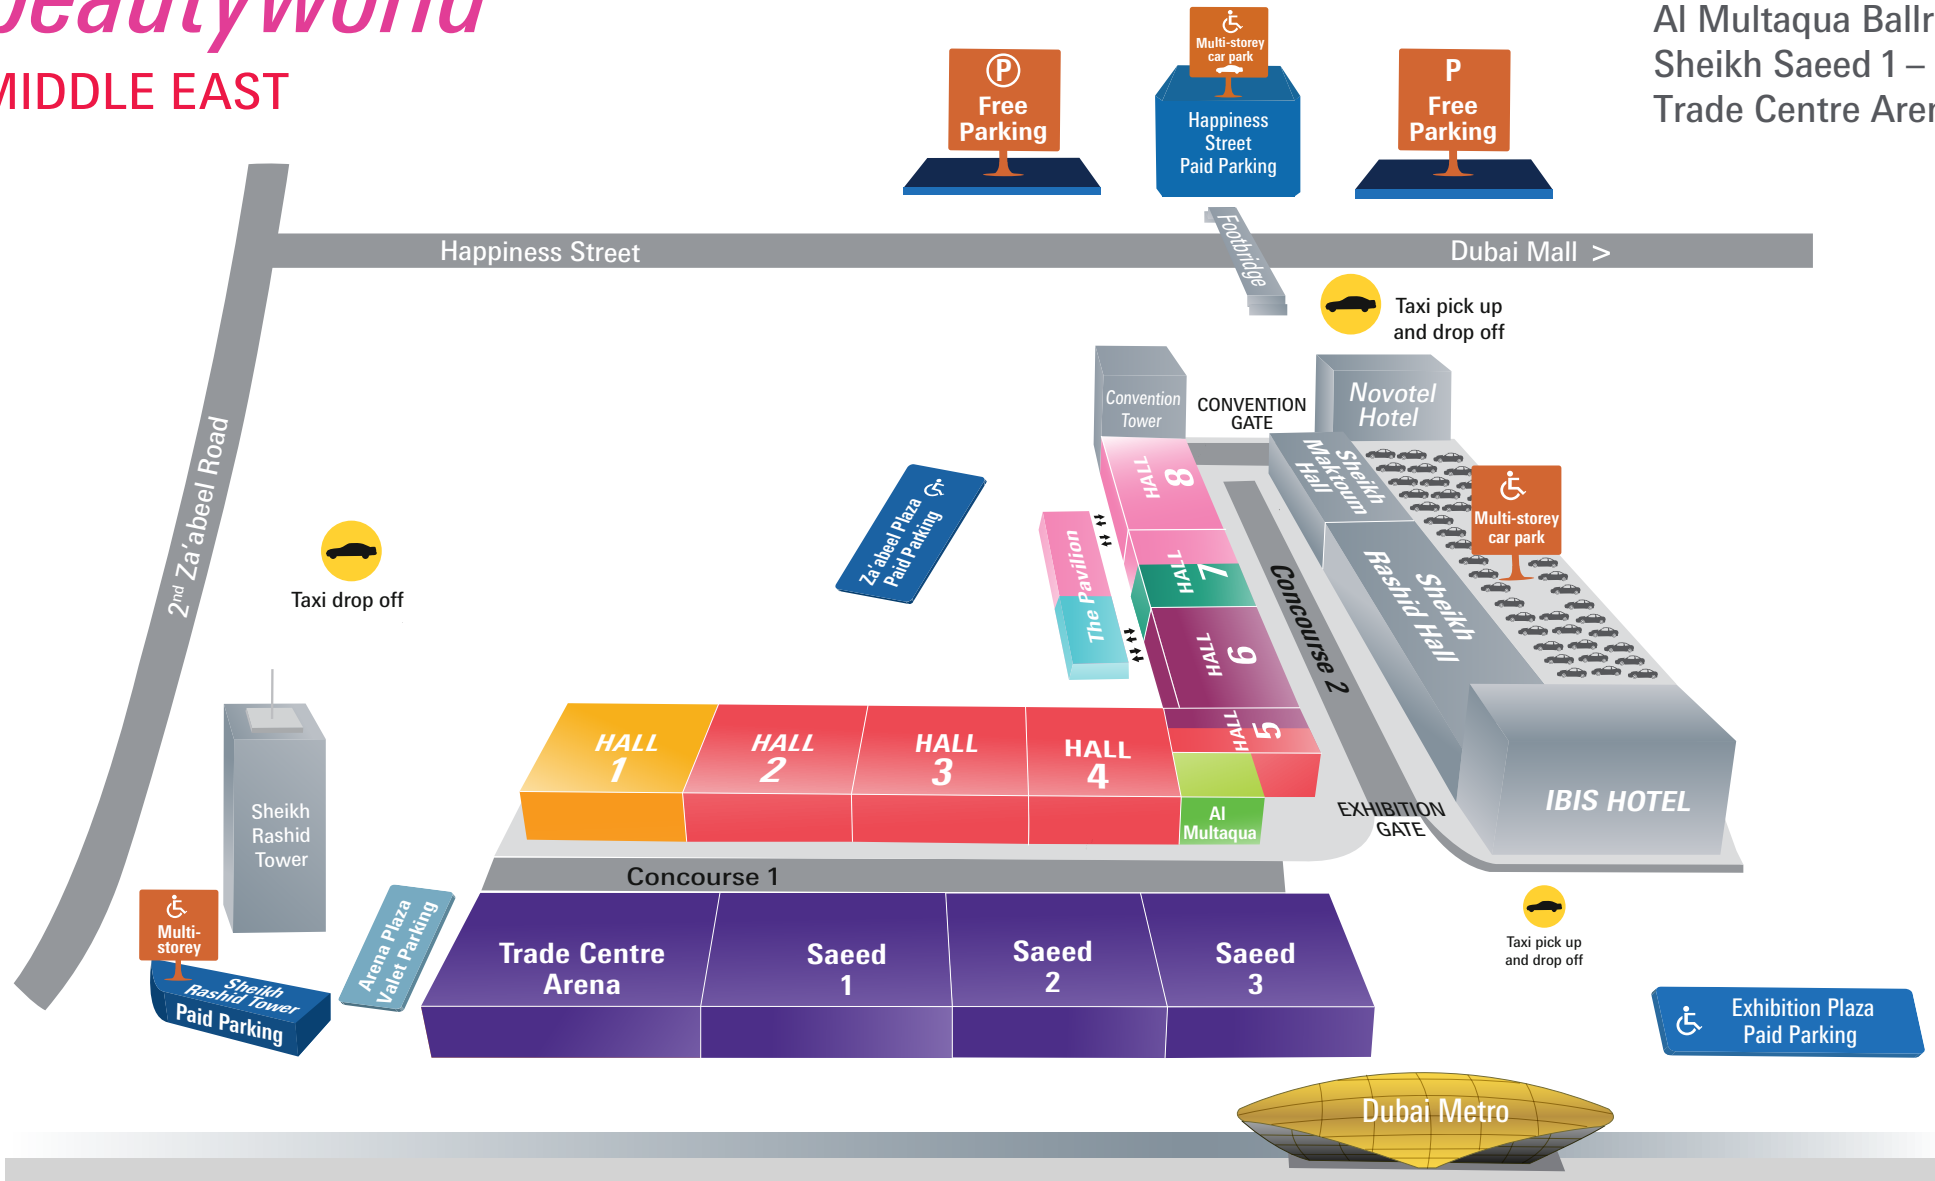 beautyworld
MIDDLE EAST
Al Multaqua Ballr
Sheikh Saeed 1 –
Trade Centre Aren
P
Free
Parking
Multi-storey
car park
Happiness
Street
Paid Parking
P
Free
Parking
Happiness Street
Footbridge
Dubai Mall >
Taxi pick up
and drop off
2nd Za'abeel Road
Taxi drop off
Za'abeel Plaza
Paid Parking
Convention
Tower
CONVENTION
GATE
Novotel
Hotel
Sheikh
Maktoum
Hall
Sheikh
Rashid Hall
Multi-storey
car park
HALL
8
HALL
7
HALL
6
HALL
5
The Pavilion
Concourse 2
HALL
1
HALL
2
HALL
3
HALL
4
Al
Multaqua
EXHIBITION
GATE
IBIS HOTEL
Sheikh
Rashid
Tower
Concourse 1
Multi-
storey
Sheikh
Rashid Tower
Paid Parking
Arena Plaza
Valet Parking
Trade Centre
Arena
Saeed
1
Saeed
2
Saeed
3
Taxi pick up
and drop off
Exhibition Plaza
Paid Parking
Dubai Metro